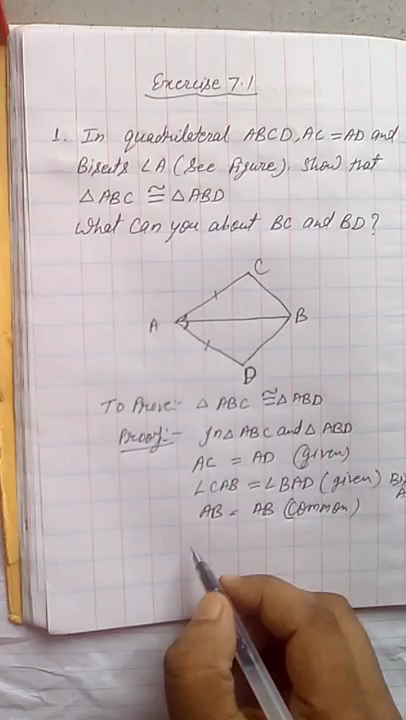 Exercise 7.1
1. In quadrilateral ABCD, AC = AD and
Bisects ∠A (See figure). Show that
△ABC ≅ △ABD
What can you about BC and BD?
C
A
B
D
To Prove:- △ABC ≅ △ABD
Proof:- In △ABC and △ABD
AC = AD (given)
∠CAB = ∠BAD (given) Bi
A
AB = AB (common)